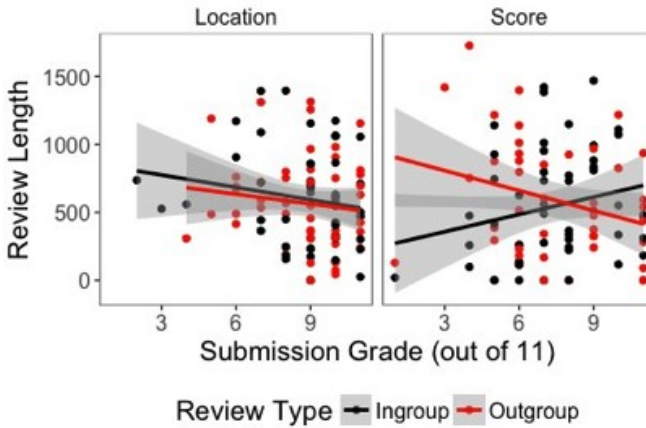 Location Score
Review Length
1500
1000
500
0
3 6 9 3 6 9
Submission Grade (out of 11)
Review Type Ingroup Outgroup